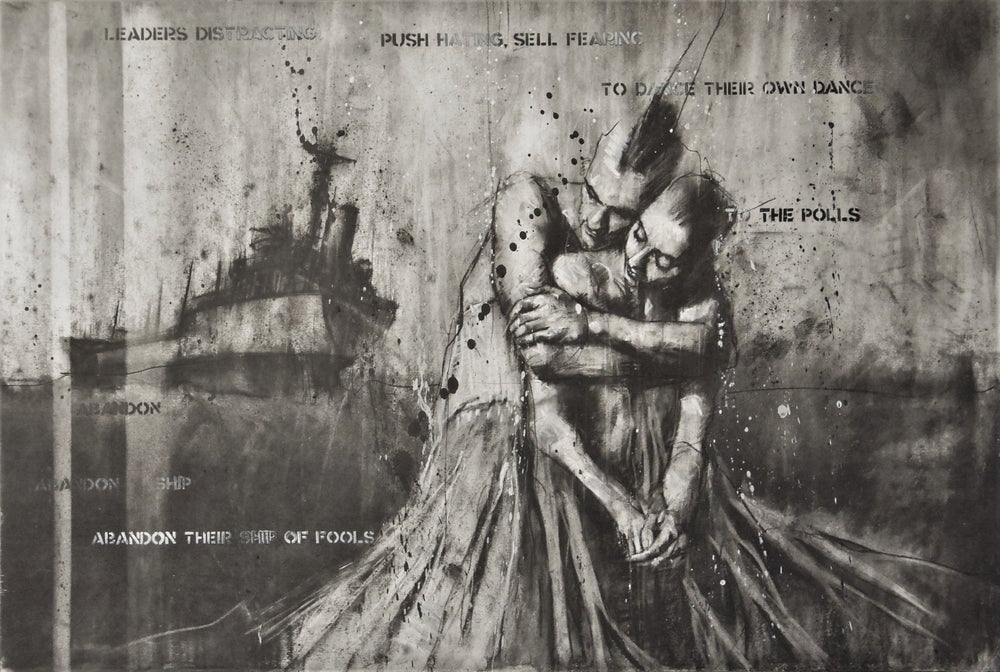 LEADERS DISTRACTING
PUSH HATING, SELL FEARING
TO DANCE THEIR OWN DANCE
TO THE POLLS
ABANDON
ABANDON SHIP
ABANDON THEIR SHIP OF FOOLS